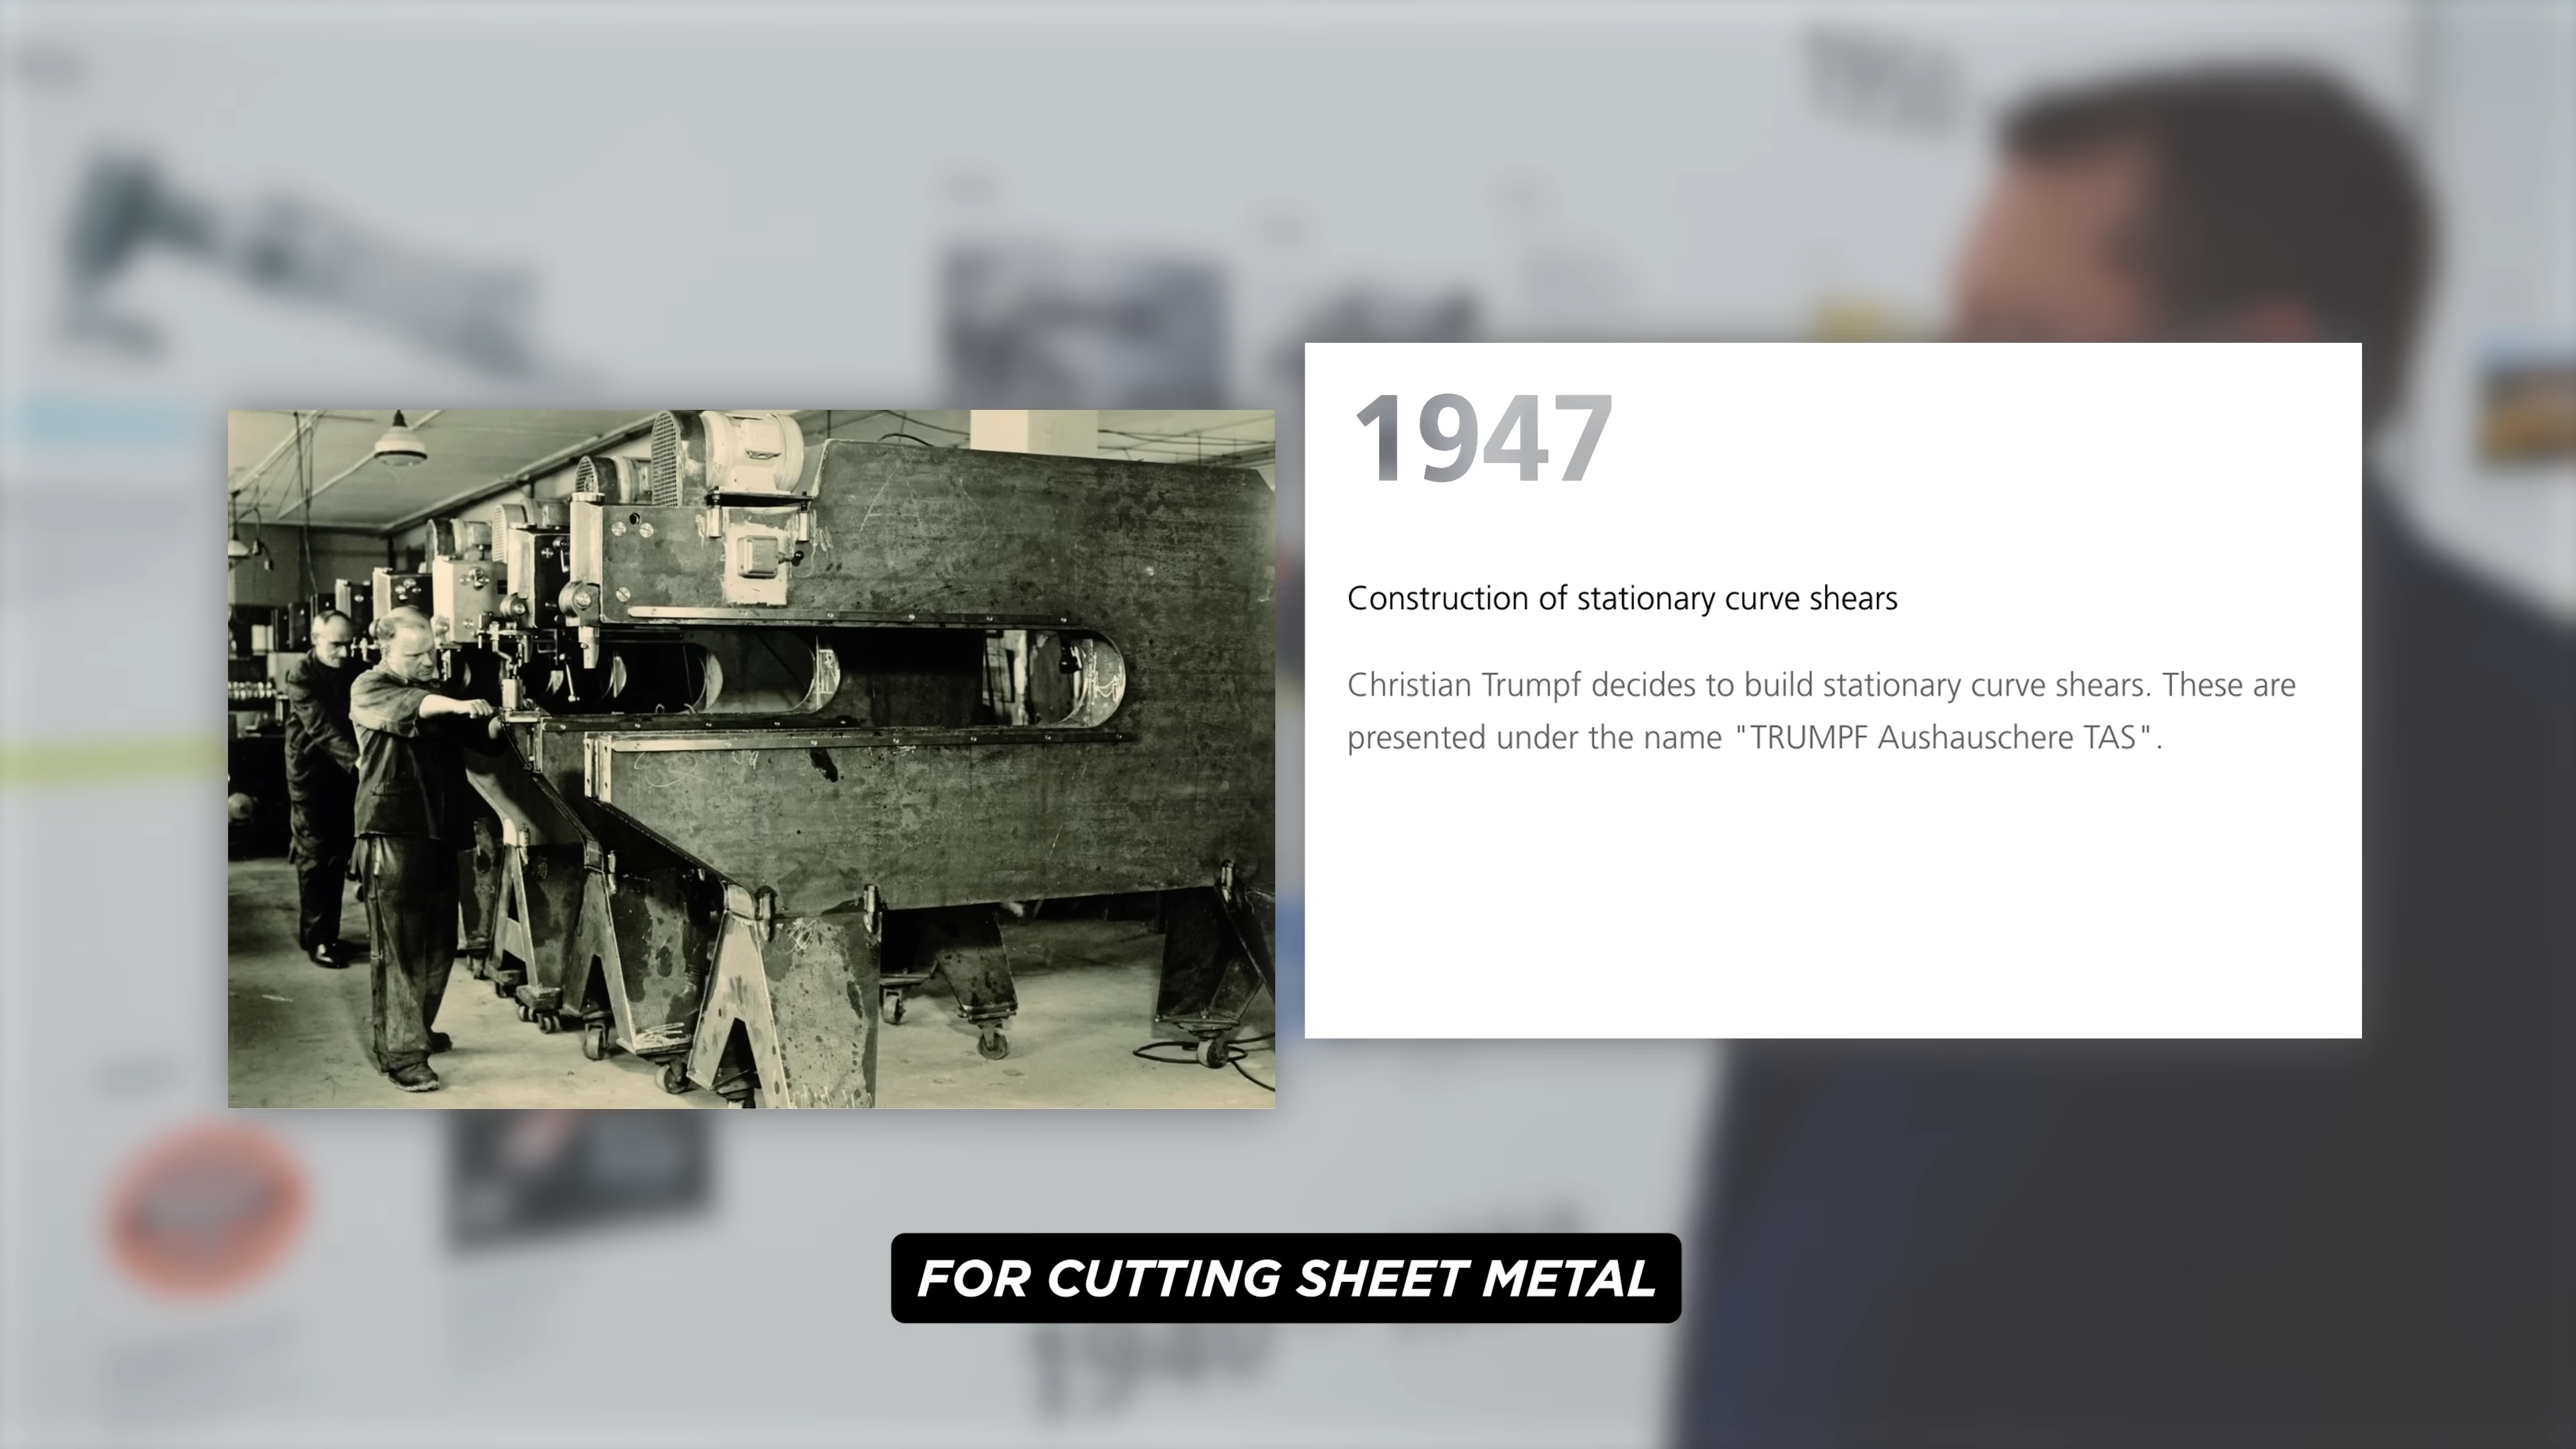 1947
Construction of stationary curve shears
Christian Trumpf decides to build stationary curve shears. These are
presented under the name "TRUMPF Aushauschere TAS".
FOR CUTTING SHEET METAL
1940